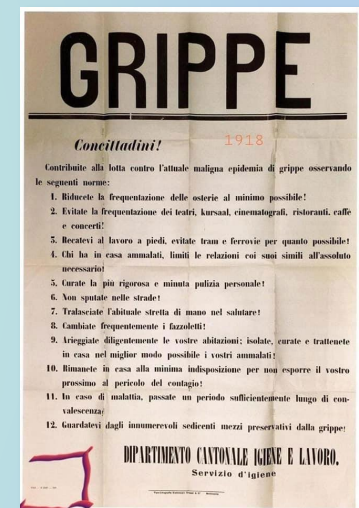 GRIPPE
1918
Concittadini!
Contribuite alla lotta contro l'attuale maligna epidemia di grippe osservando
le seguenti norme:
1. Riducete la frequentazione delle osterie al minimo possibile!
2. Evitate la frequentazione dei teatri, kursaal, cinematografi, ristoranti, caffe
e concerti!
3. Recatevi al lavoro a piedi, evitate tram e ferrovie per quanto possibile!
4. Chi ha in casa ammalati, limiti le relazioni coi suoi simili all'assoluto
necessario!
5. Curate la più rigorosa e minuta pulizia personale!
6. Non sputate nelle strade!
7. Tralasciate l'abituale stretta di mano nel salutare!
8. Cambiate frequentemente i fazzoletti!
9. Arieggiate diligentemente le vostre abitazioni; isolate, curate e trattenete
in casa nel miglior modo possibile i vostri ammalati!
10. Rimanete in casa alla minima indisposizione per non esporre il vostro
prossimo al pericolo del contagio!
11. In caso di malattia, passate un periodo sufficientemente lungo di con-
valescenza!
12. Guardatevi dagli innumerevoli sedicenti mezzi preservativi dalla grippe!
DIPARTIMENTO CANTONALE IGIENE E LAVORO.
Servizio d'igiene